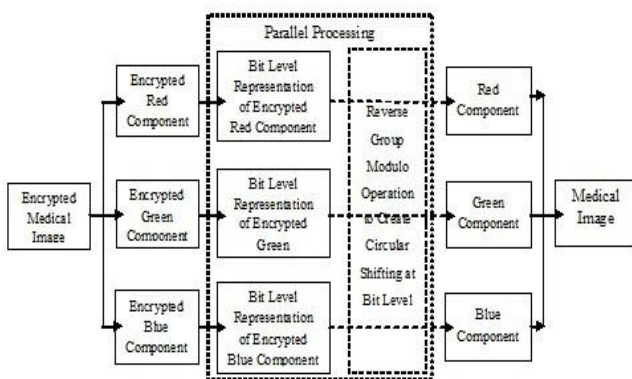 Parallel Processing
Encrypted
Medical
Image
Encrypted
Red
Component
Encrypted
Green
Component
Encrypted
Blue
Component
Bit Level
Representation
of Encrypted
Red Component
Bit Level
Representation
of Encrypted
Green
Bit Level
Representation
of Encrypted
Blue Component
Reverse
Group
Modulo
Operation
to Create
Circular
Shifting at
Bit Level
Red
Component
Green
Component
Blue
Component
Medical
Image